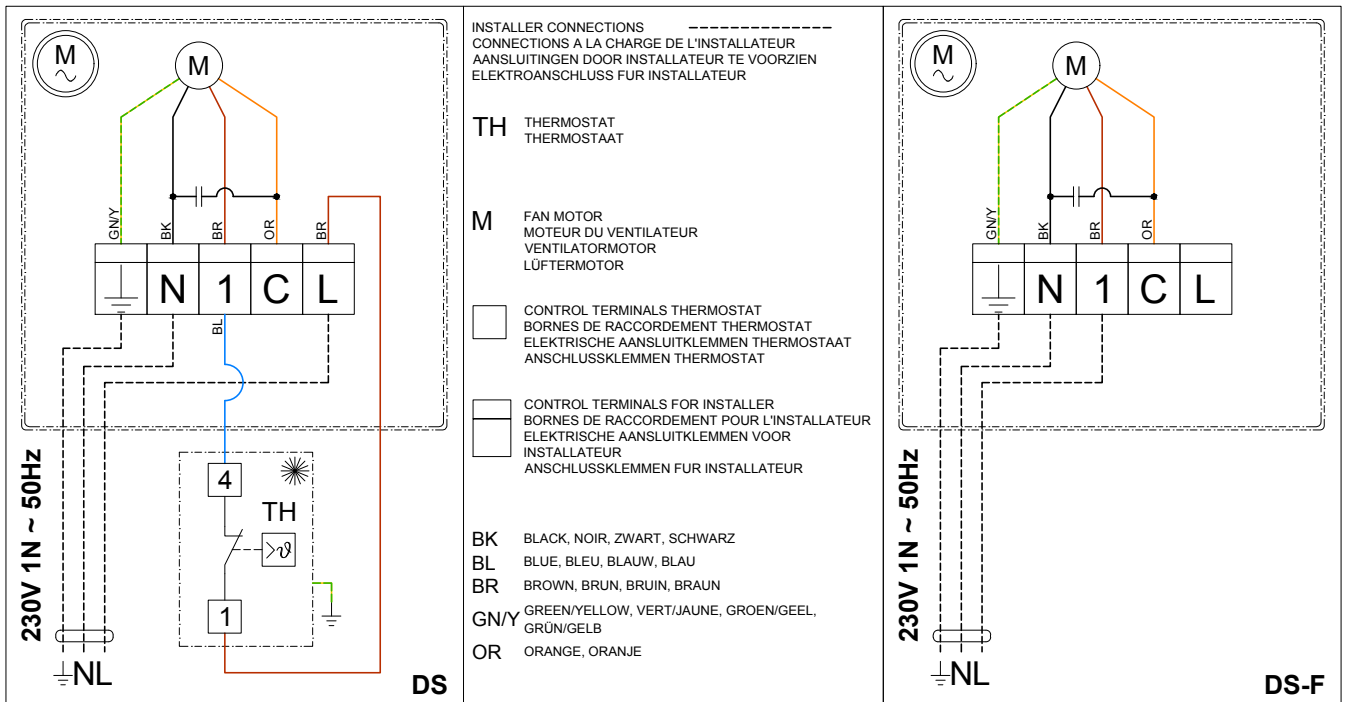 M
M
GN/Y
BK
BR
OR
BR
N 1 C L
BL
4
TH
>ϑ
1
230V 1N ~ 50Hz
NL
DS
INSTALLER CONNECTIONS
CONNECTIONS A LA CHARGE DE L'INSTALLATEUR
AANSLUITINGEN DOOR INSTALLATEUR TE VOORZIEN
ELEKTROANSCHLUSS FUR INSTALLATEUR
TH THERMOSTAT
THERMOSTAAT
M FAN MOTOR
MOTEUR DU VENTILATEUR
VENTILATORMOTOR
LÜFTERMOTOR
CONTROL TERMINALS THERMOSTAT
BORNES DE RACCORDEMENT THERMOSTAT
ELEKTRISCHE AANSLUITKLEMMEN THERMOSTAAT
ANSCHLUSSKLEMMEN THERMOSTAT
CONTROL TERMINALS FOR INSTALLER
BORNES DE RACCORDEMENT POUR L'INSTALLATEUR
ELEKTRISCHE AANSLUITKLEMMEN VOOR
INSTALLATEUR
ANSCHLUSSKLEMMEN FUR INSTALLATEUR
BK BLACK, NOIR, ZWART, SCHWARZ
BL BLUE, BLEU, BLAUW, BLAU
BR BROWN, BRUN, BRUIN, BRAUN
GN/Y GREEN/YELLOW, VERT/JAUNE, GROEN/GEEL,
GRÜN/GELB
OR ORANGE, ORANJE
M
M
GN/Y
BK
BR
OR
N 1 C L
230V 1N ~ 50Hz
NL
DS-F